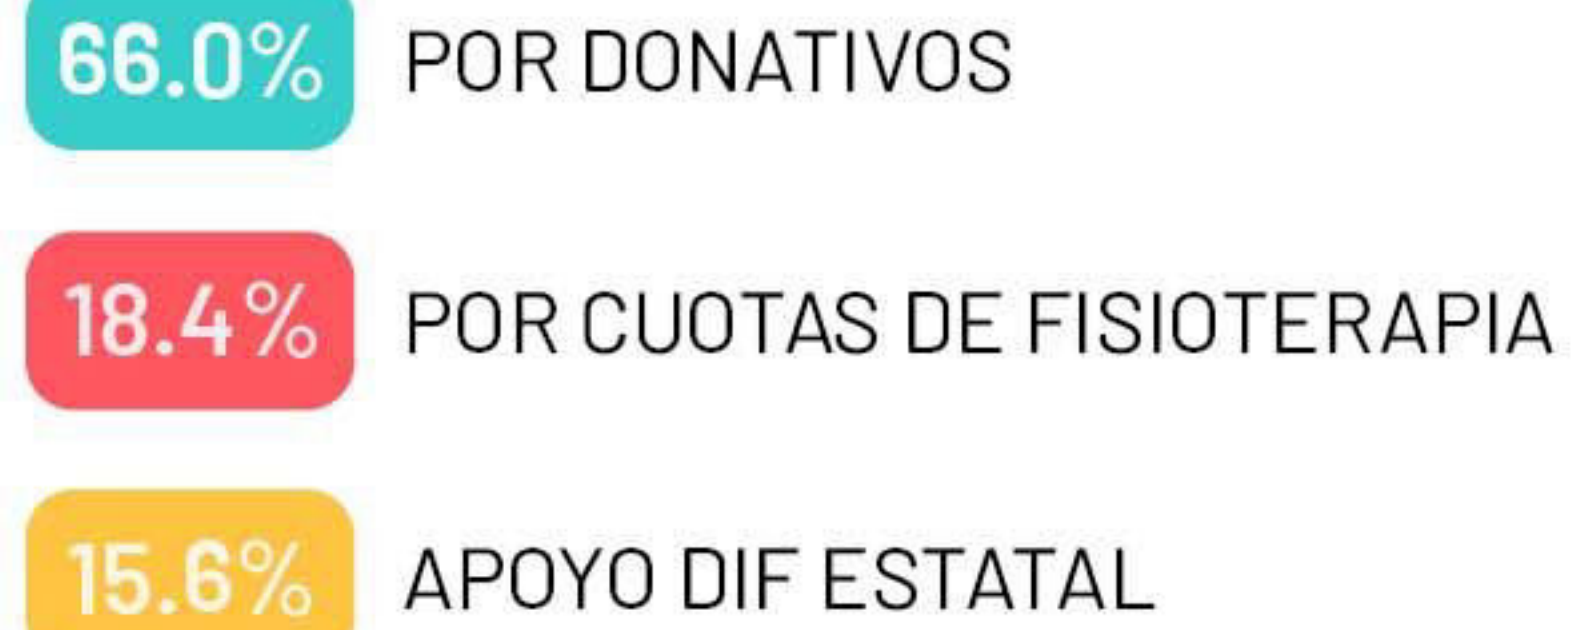 66.0% POR DONATIVOS
18.4% POR CUOTAS DE FISIOTERAPIA
15.6% APOYO DIF ESTATAL